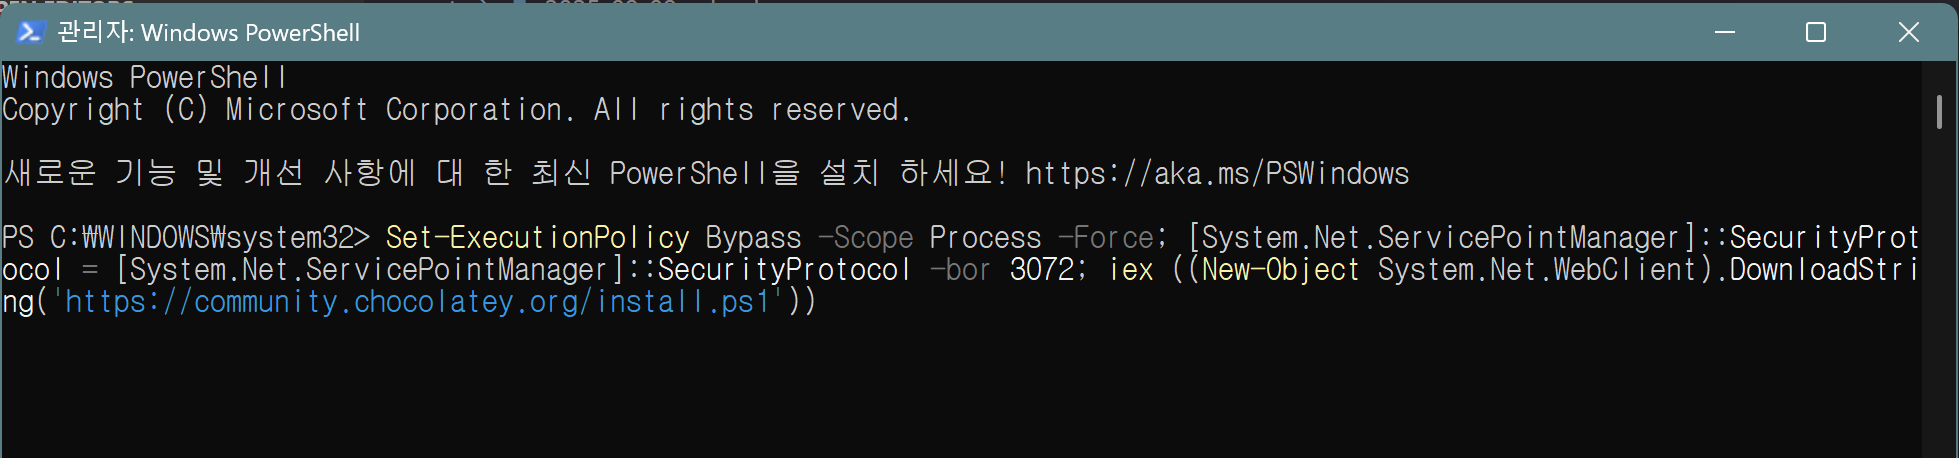 관리자: Windows PowerShell
Windows PowerShell
Copyright (C) Microsoft Corporation. All rights reserved.
새로운 기능 및 개선 사항에 대 한 최신 PowerShell을 설치 하세요! https://aka.ms/PSWindows
PS C:₩WINDOWS₩system32> Set-ExecutionPolicy Bypass -Scope Process -Force; [System.Net.ServicePointManager]::SecurityProt
ocol = [System.Net.ServicePointManager]::SecurityProtocol -bor 3072; iex ((New-Object System.Net.WebClient).DownloadStri
ng('https://community.chocolatey.org/install.ps1'))